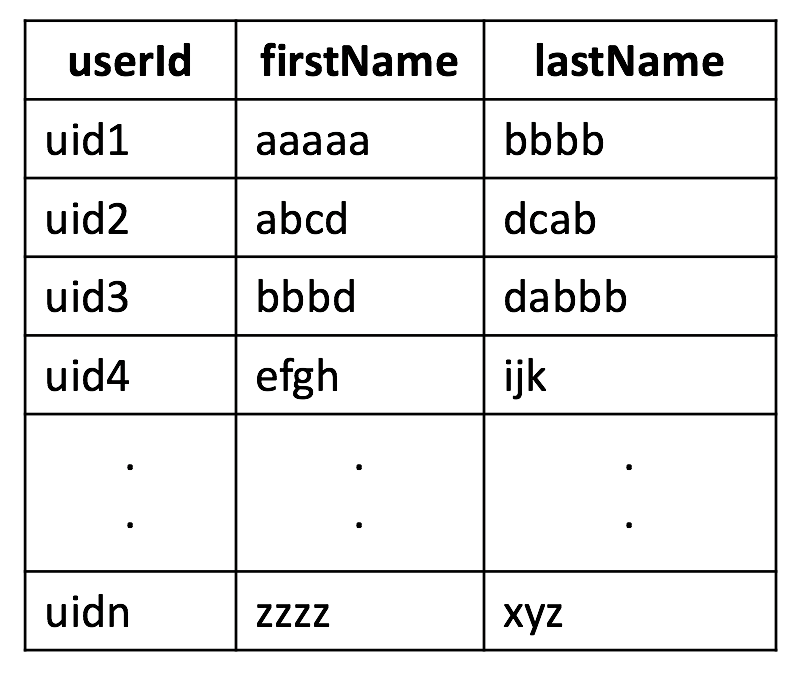 userId firstName lastName
uid1 aaaaa bbbb
uid2 abcd dcab
uid3 bbbd dabbb
uid4 efgh ijk
. . .
. . .
uidn zzzz xyz